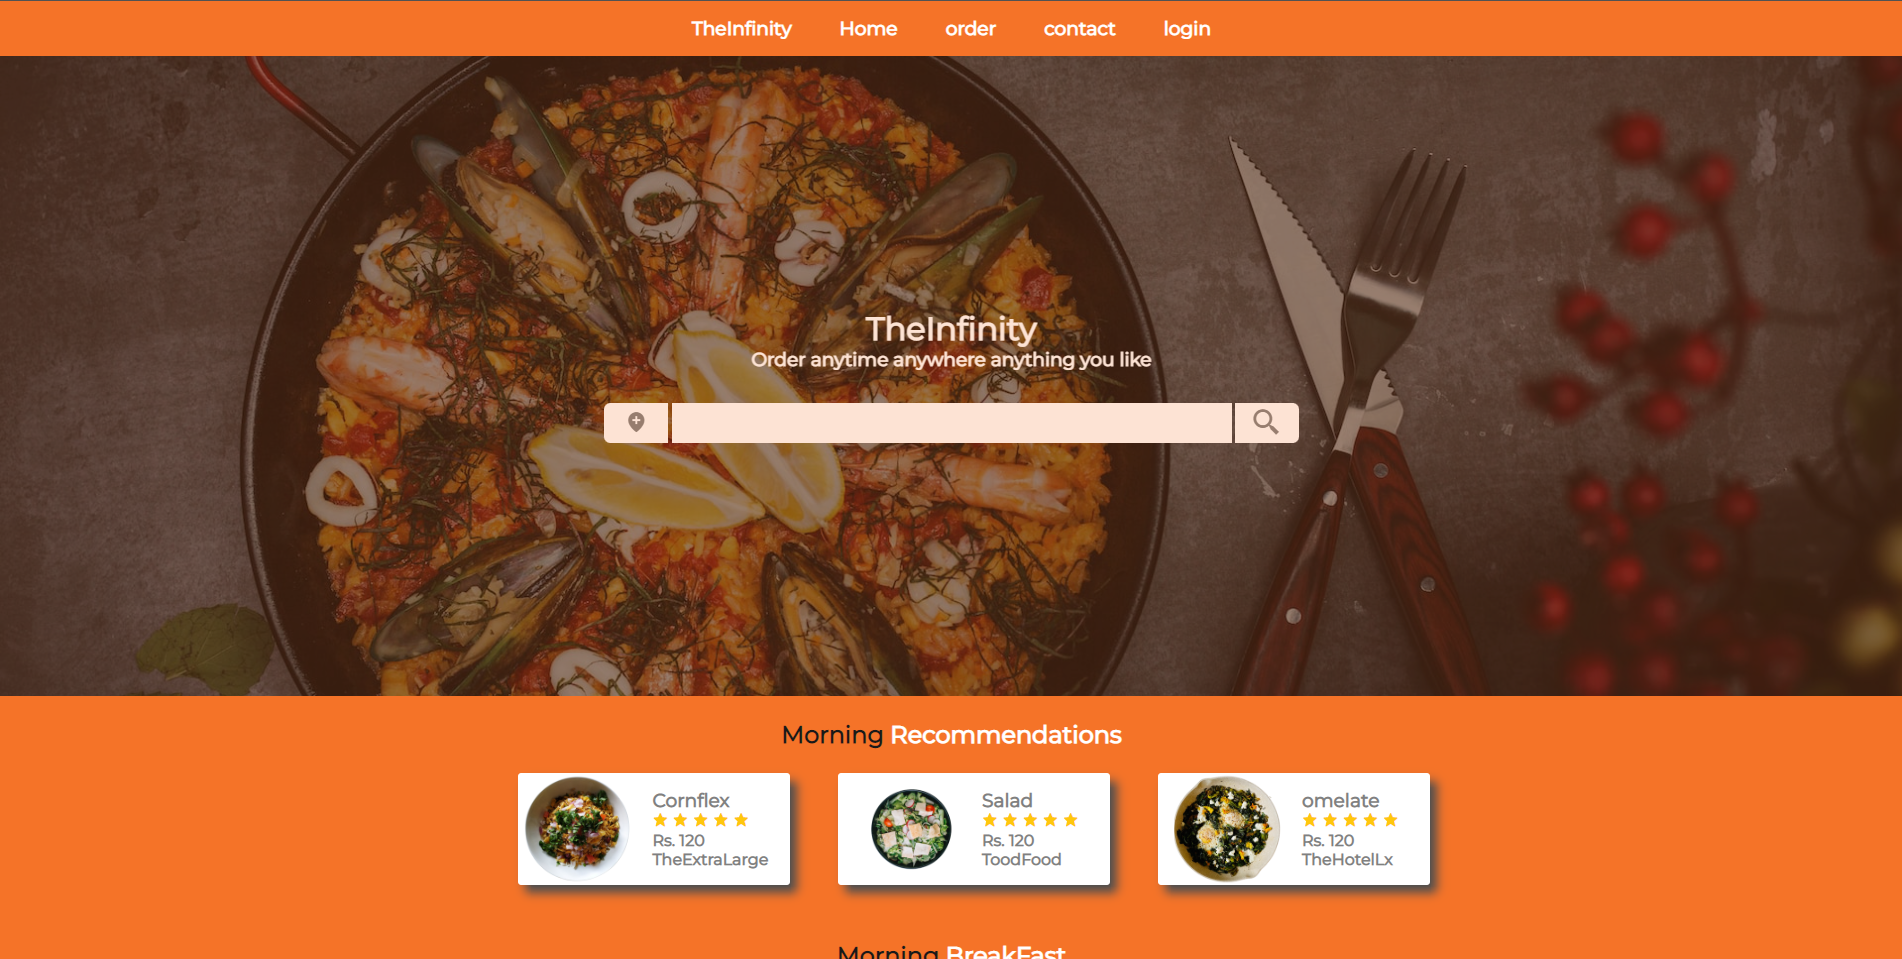 TheInfinity Home order contact login
TheInfinity
Order anytime anywhere anything you like
Morning Recommendations
Cornflex
Rs. 120
TheExtraLarge
Salad
Rs. 120
ToodFood
omelate
Rs. 120
TheHotelLx
Morning BreakFast